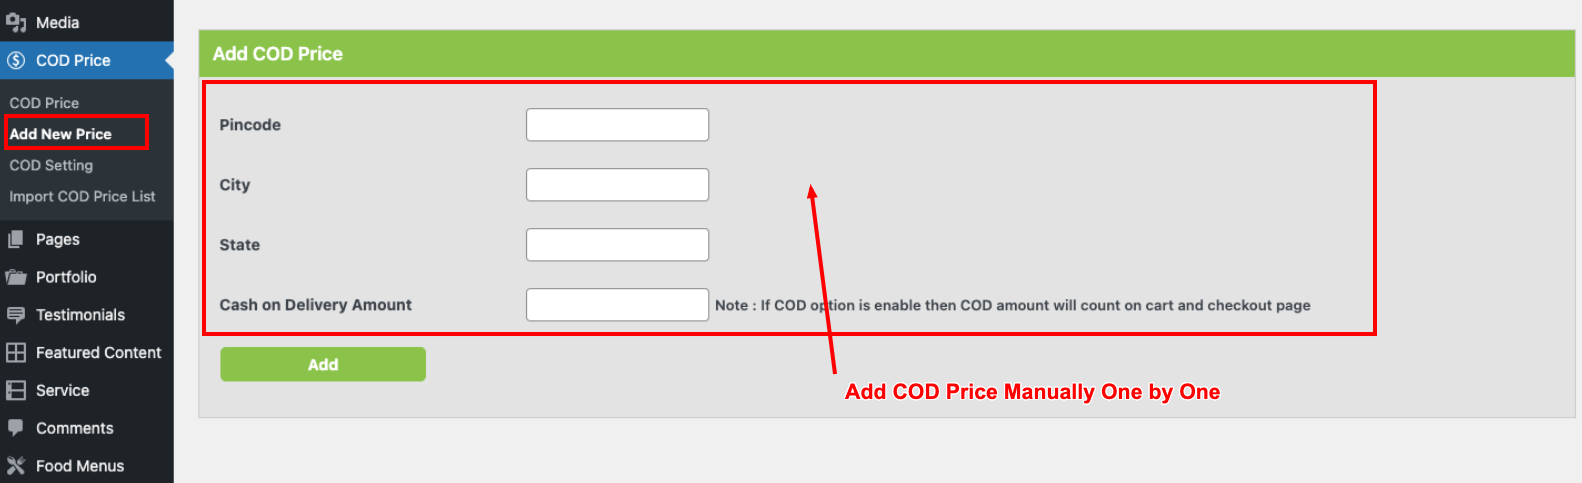 Media
COD Price
COD Price
Add New Price
COD Setting
Import COD Price List
Pages
Portfolio
Testimonials
Featured Content
Service
Comments
Food Menus
Add COD Price
Pincode
City
State
Cash on Delivery Amount
Note : If COD option is enable then COD amount will count on cart and checkout page
Add
Add COD Price Manually One by One